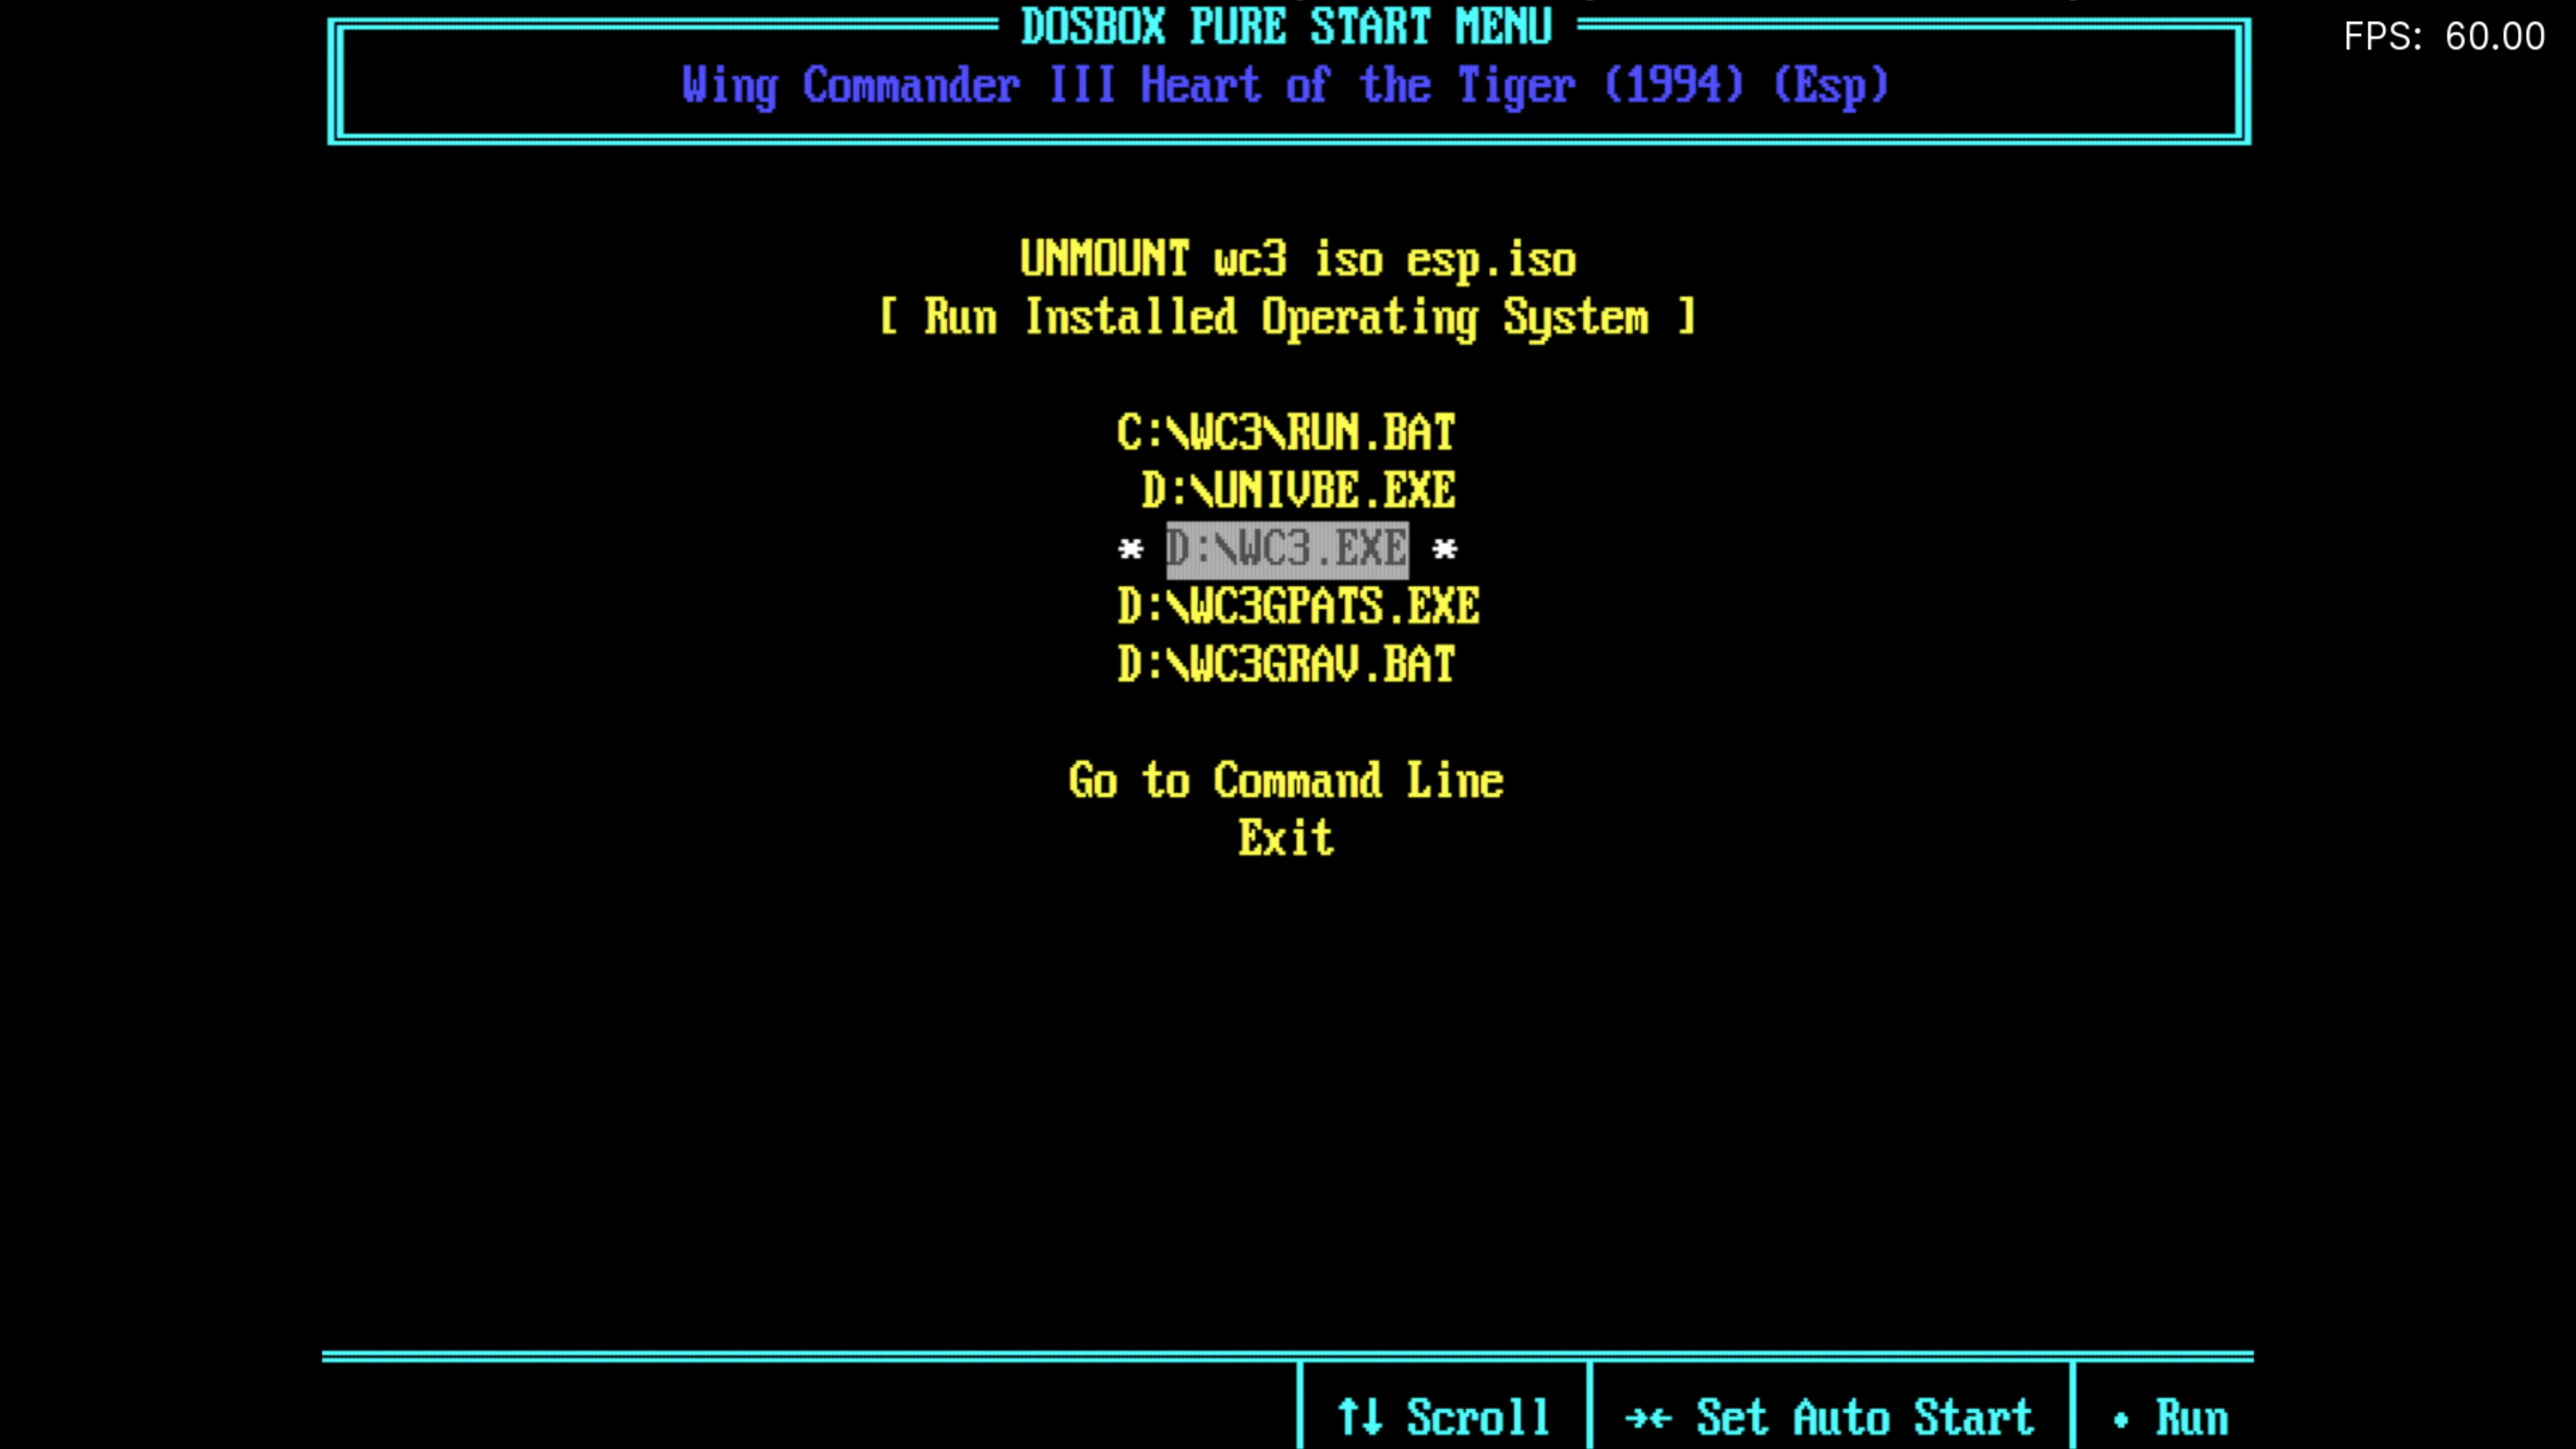 DOSBOX PURE START MENU
FPS: 60.00
Wing Commander III Heart of the Tiger (1994) (Esp)
UNMOUNT wc3 iso esp.iso
[ Run Installed Operating System ]
C:\WC3\RUN.BAT
D:\UNIVBE.EXE
* D:\WC3.EXE *
D:\WC3GPATS.EXE
D:\WC3GRAV.BAT
Go to Command Line
Exit
↑↓ Scroll →← Set Auto Start • Run